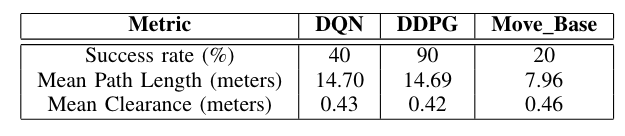 Metric DQN DDPG Move_Base
Success rate (%) 40 90 20
Mean Path Length (meters) 14.70 14.69 7.96
Mean Clearance (meters) 0.43 0.42 0.46